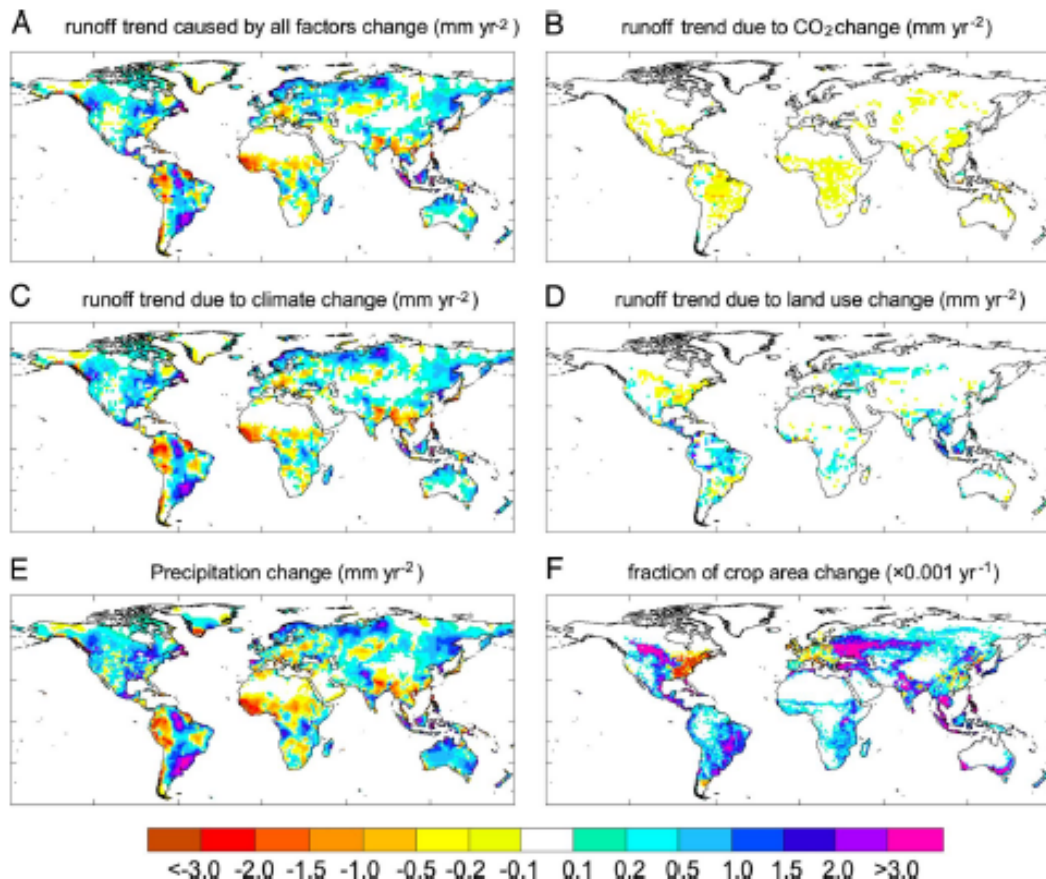 A runoff trend caused by all factors change (mm yr-2)
B runoff trend due to CO2 change (mm yr-2)
C runoff trend due to climate change (mm yr-2)
D runoff trend due to land use change (mm yr-2)
E Precipitation change (mm yr-2)
F fraction of crop area change (×0.001 yr-1)
<-3.0 -2.0 -1.5 -1.0 -0.5 -0.2 -0.1 0.1 0.2 0.5 1.0 1.5 2.0 >3.0